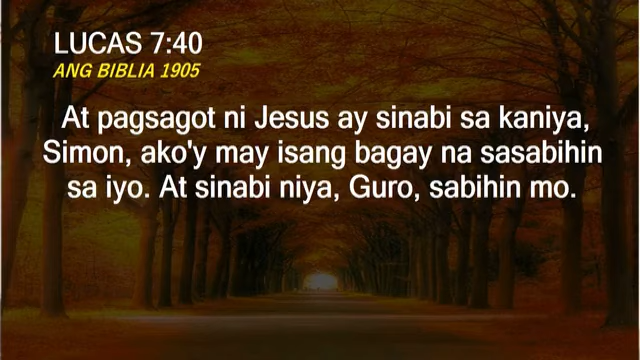 LUCAS 7:40
ANG BIBLIA 1905
At pagsagot ni Jesus ay sinabi sa kaniya,
Simon, ako'y may isang bagay na sasabihin
sa iyo. At sinabi niya, Guro, sabihin mo.